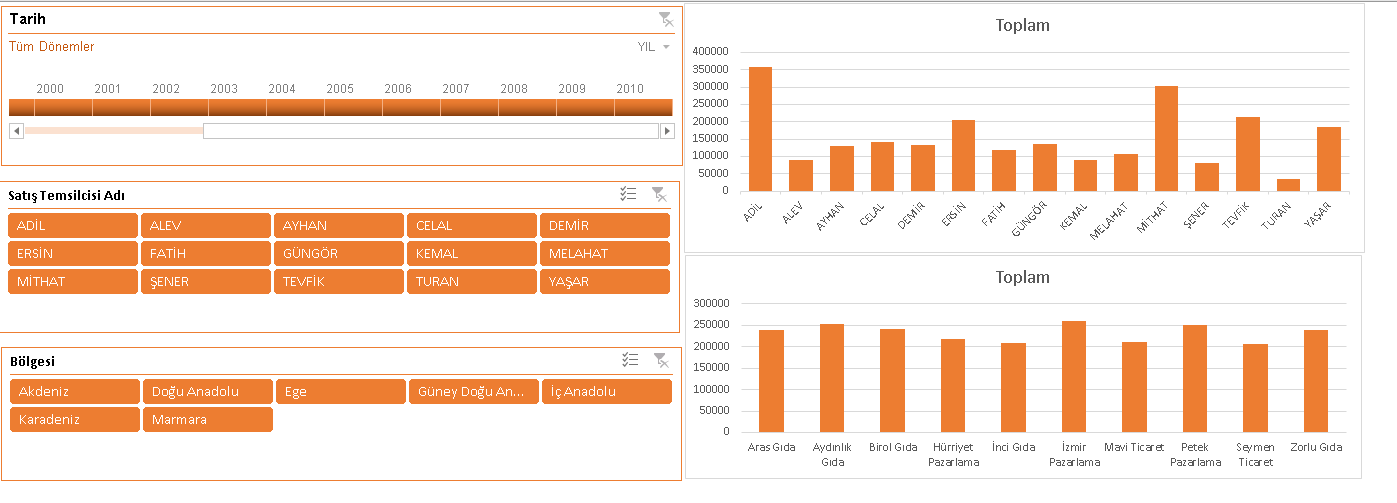 Tarih
Tüm Dönemler
YIL
2000 2001 2002 2003 2004 2005 2006 2007 2008 2009 2010
Satış Temsilcisi Adı
ADİL ALEV AYHAN CELAL DEMİR
ERSİN FATİH GÜNGÖR KEMAL MELAHAT
MİTHAT ŞENER TEVFİK TURAN YAŞAR
Bölgesi
Akdeniz Doğu Anadolu Ege Güney Doğu An... İç Anadolu
Karadeniz Marmara
Toplam
400000
350000
300000
250000
200000
150000
100000
50000
0
ADİL ALEV AYHAN CELAL DEMİR ERSİN FATİH GÜNGÖR KEMAL MELAHAT MİTHAT ŞENER TEVFİK TURAN YAŞAR
Toplam
300000
250000
200000
150000
100000
50000
0
Aras Gıda Aydınlık Birol Gıda Hürriyet İnci Gıda İzmir Mavi Ticaret Petek Seymen Zorlu Gıda
Gıda Pazarlama Pazarlama Pazarlama Ticaret